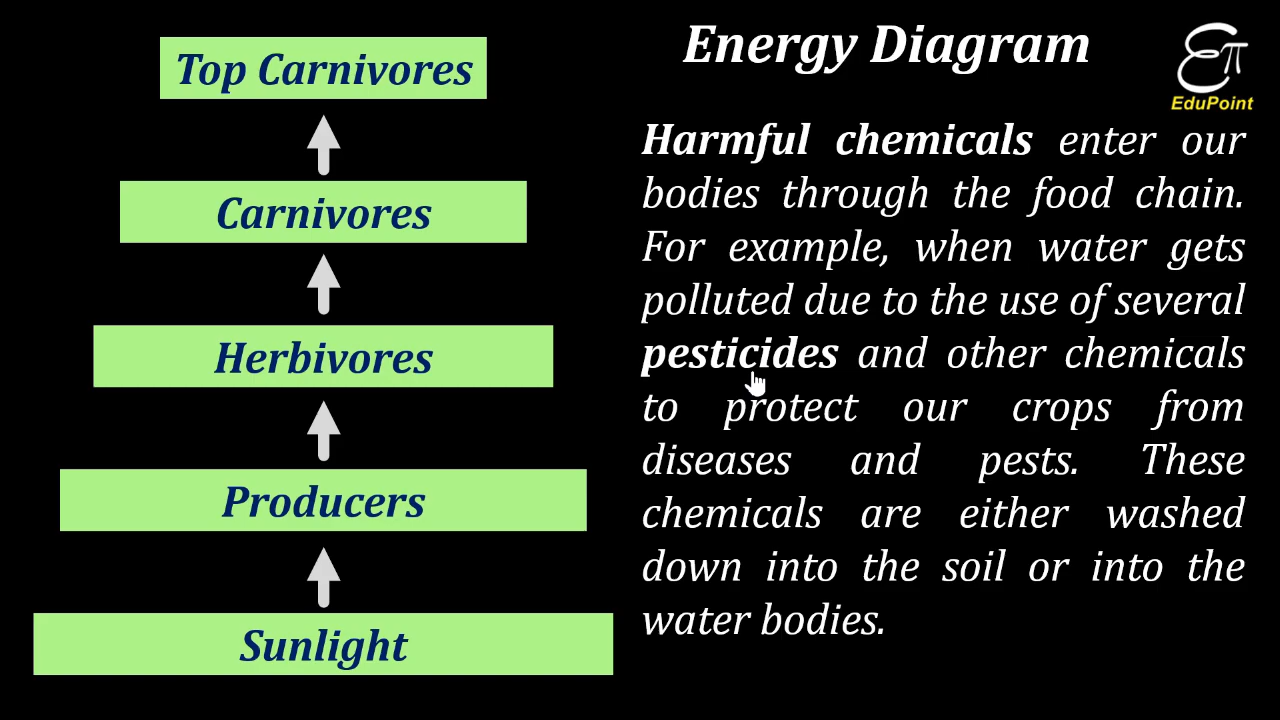 Top Carnivores
Carnivores
Herbivores
Producers
Sunlight
Energy Diagram
Eπ
EduPoint
Harmful chemicals enter our
bodies through the food chain.
For example, when water gets
polluted due to the use of several
pesticides and other chemicals
to protect our crops from
diseases and pests. These
chemicals are either washed
down into the soil or into the
water bodies.